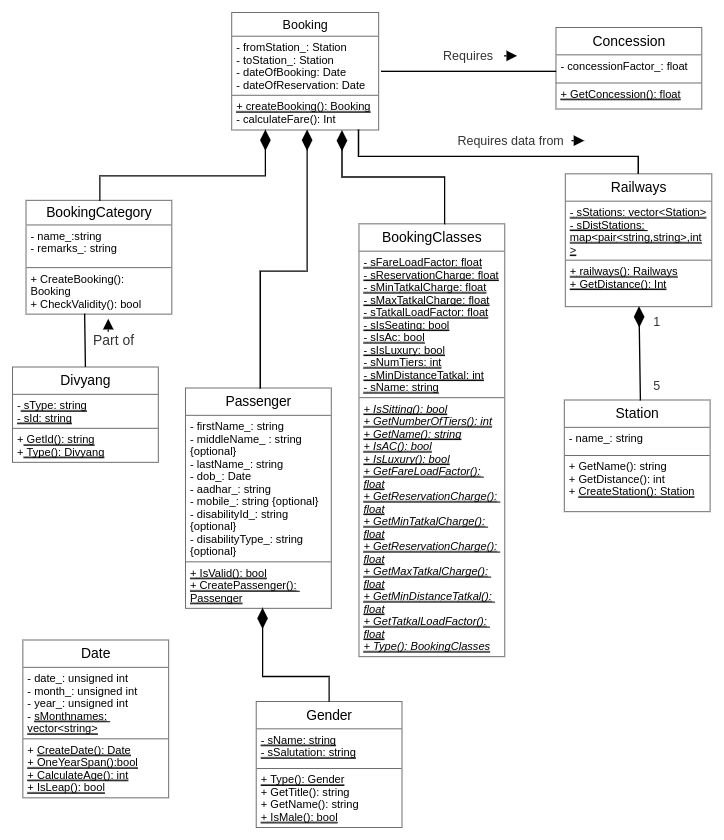 Booking
- fromStation_: Station
- toStation_: Station
- dateOfBooking: Date
- dateOfReservation: Date
+ createBooking(): Booking
- calculateFare(): Int
Requires
Concession
- concessionFactor_: float
+ GetConcession(): float
Requires data from
Railways
- sStations: vector<Station>
- sDistStations:
map<pair<string,string>,int
>
+ railways(): Railways
+ GetDistance(): Int
1
5
Station
- name_: string
+ GetName(): string
+ GetDistance(): int
+ CreateStation(): Station
BookingCategory
- name_:string
- remarks_: string
+ CreateBooking():
Booking
+ CheckValidity(): bool
Part of
Divyang
- sType: string
- sId: string
+ GetId(): string
+ Type(): Divyang
Passenger
- firstName_: string
- middleName_ : string
{optional}
- lastName_: string
- dob_: Date
- aadhar_: string
- mobile_: string {optional}
- disabilityId_: string
{optional}
- disabilityType_: string
{optional}
+ IsValid(): bool
+ CreatePassenger():
Passenger
BookingClasses
- sFareLoadFactor: float
- sReservationCharge: float
- sMinTatkalCharge: float
- sMaxTatkalCharge: float
- sTatkalLoadFactor: float
- sIsSeating: bool
- sIsAc: bool
- sIsLuxury: bool
- sNumTiers: int
- sMinDistanceTatkal: int
- sName: string
+ IsSitting(): bool
+ GetNumberOfTiers(): int
+ GetName(): string
+ IsAC(): bool
+ IsLuxury(): bool
+ GetFareLoadFactor():
float
+ GetReservationCharge():
float
+ GetMinTatkalCharge():
float
+ GetReservationCharge():
float
+ GetMaxTatkalCharge():
float
+ GetMinDistanceTatkal():
float
+ GetTatkalLoadFactor():
float
+ Type(): BookingClasses
Date
- date_: unsigned int
- month_: unsigned int
- year_: unsigned int
- sMonthnames:
vector<string>
+ CreateDate(): Date
+ OneYearSpan():bool
+ CalculateAge(): int
+ IsLeap(): bool
Gender
- sName: string
- sSalutation: string
+ Type(): Gender
+ GetTitle(): string
+ GetName(): string
+ IsMale(): bool